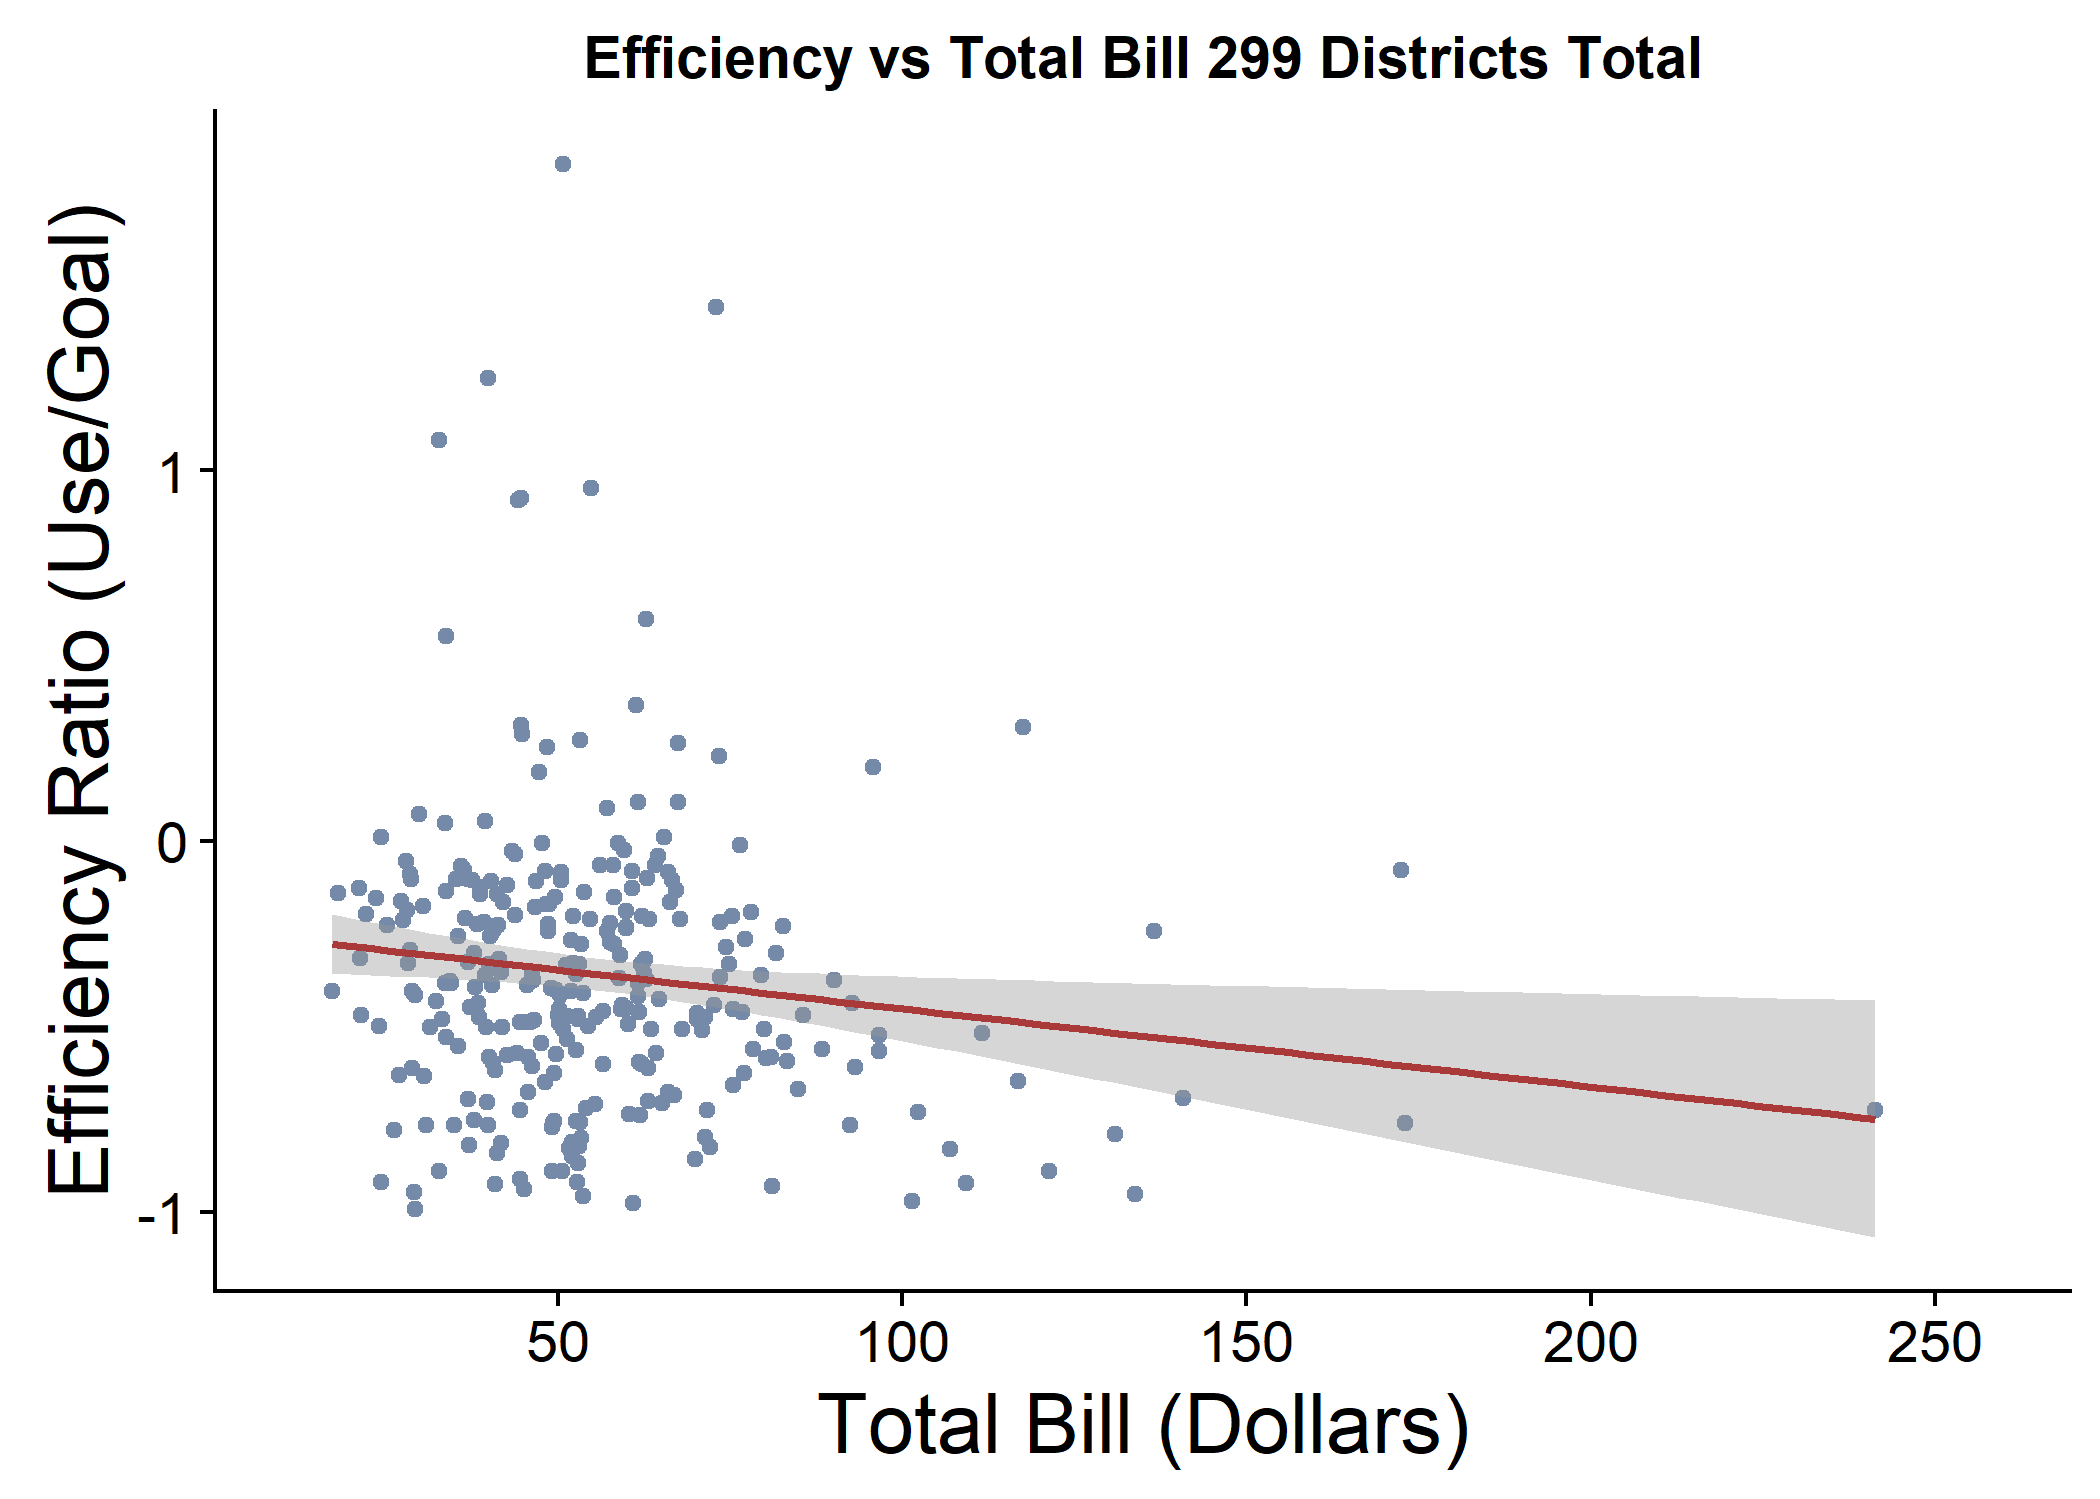 Efficiency vs Total Bill 299 Districts Total
Efficiency Ratio (Use/Goal)
1
0
-1
50 100 150 200 250
Total Bill (Dollars)